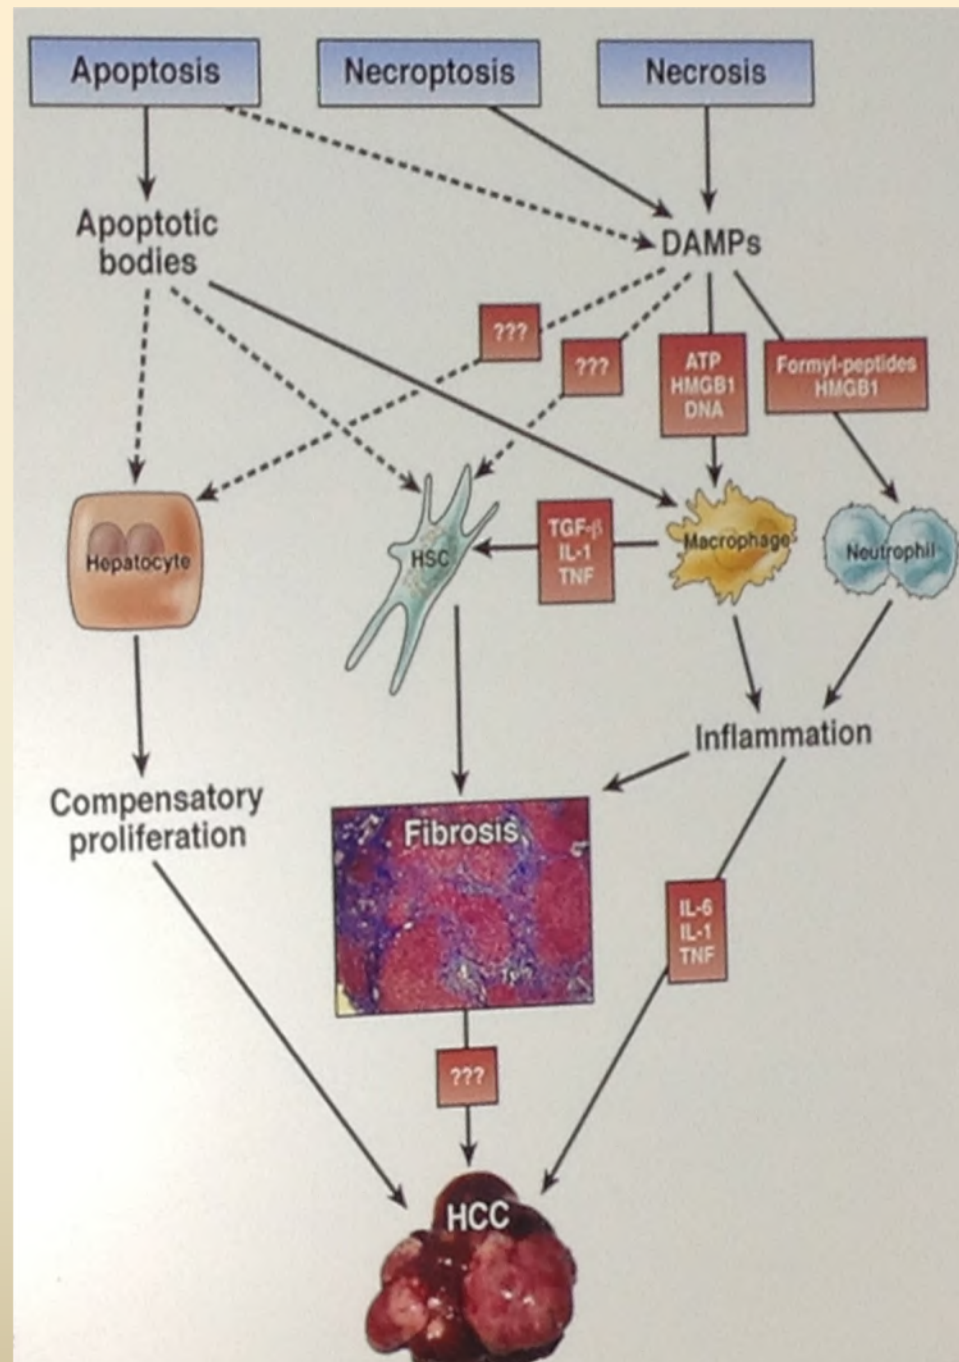 Apoptosis
Necroptosis
Necrosis
Apoptotic
bodies
DAMPs
???
???
ATP
HMGB1
DNA
Formyl-peptides
HMGB1
Hepatocyte
HSC
TGF-β
IL-1
TNF
Macrophage
Neutrophil
Inflammation
Compensatory
proliferation
Fibrosis
IL-6
IL-1
TNF
???
HCC